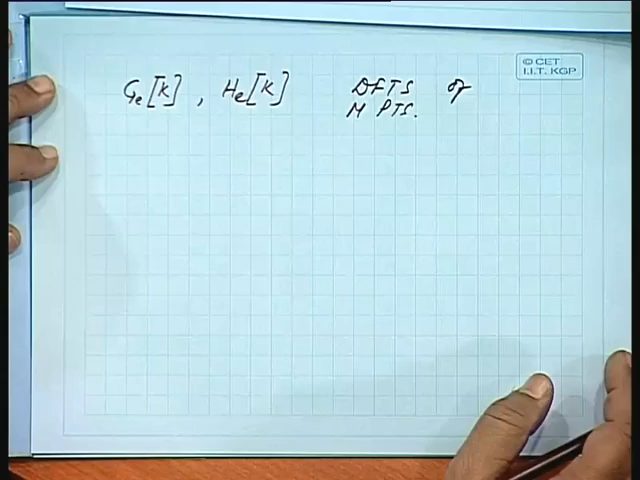 Ge[k], He[k] DFTS of
M PTS.
© CET
I.I.T. KGP